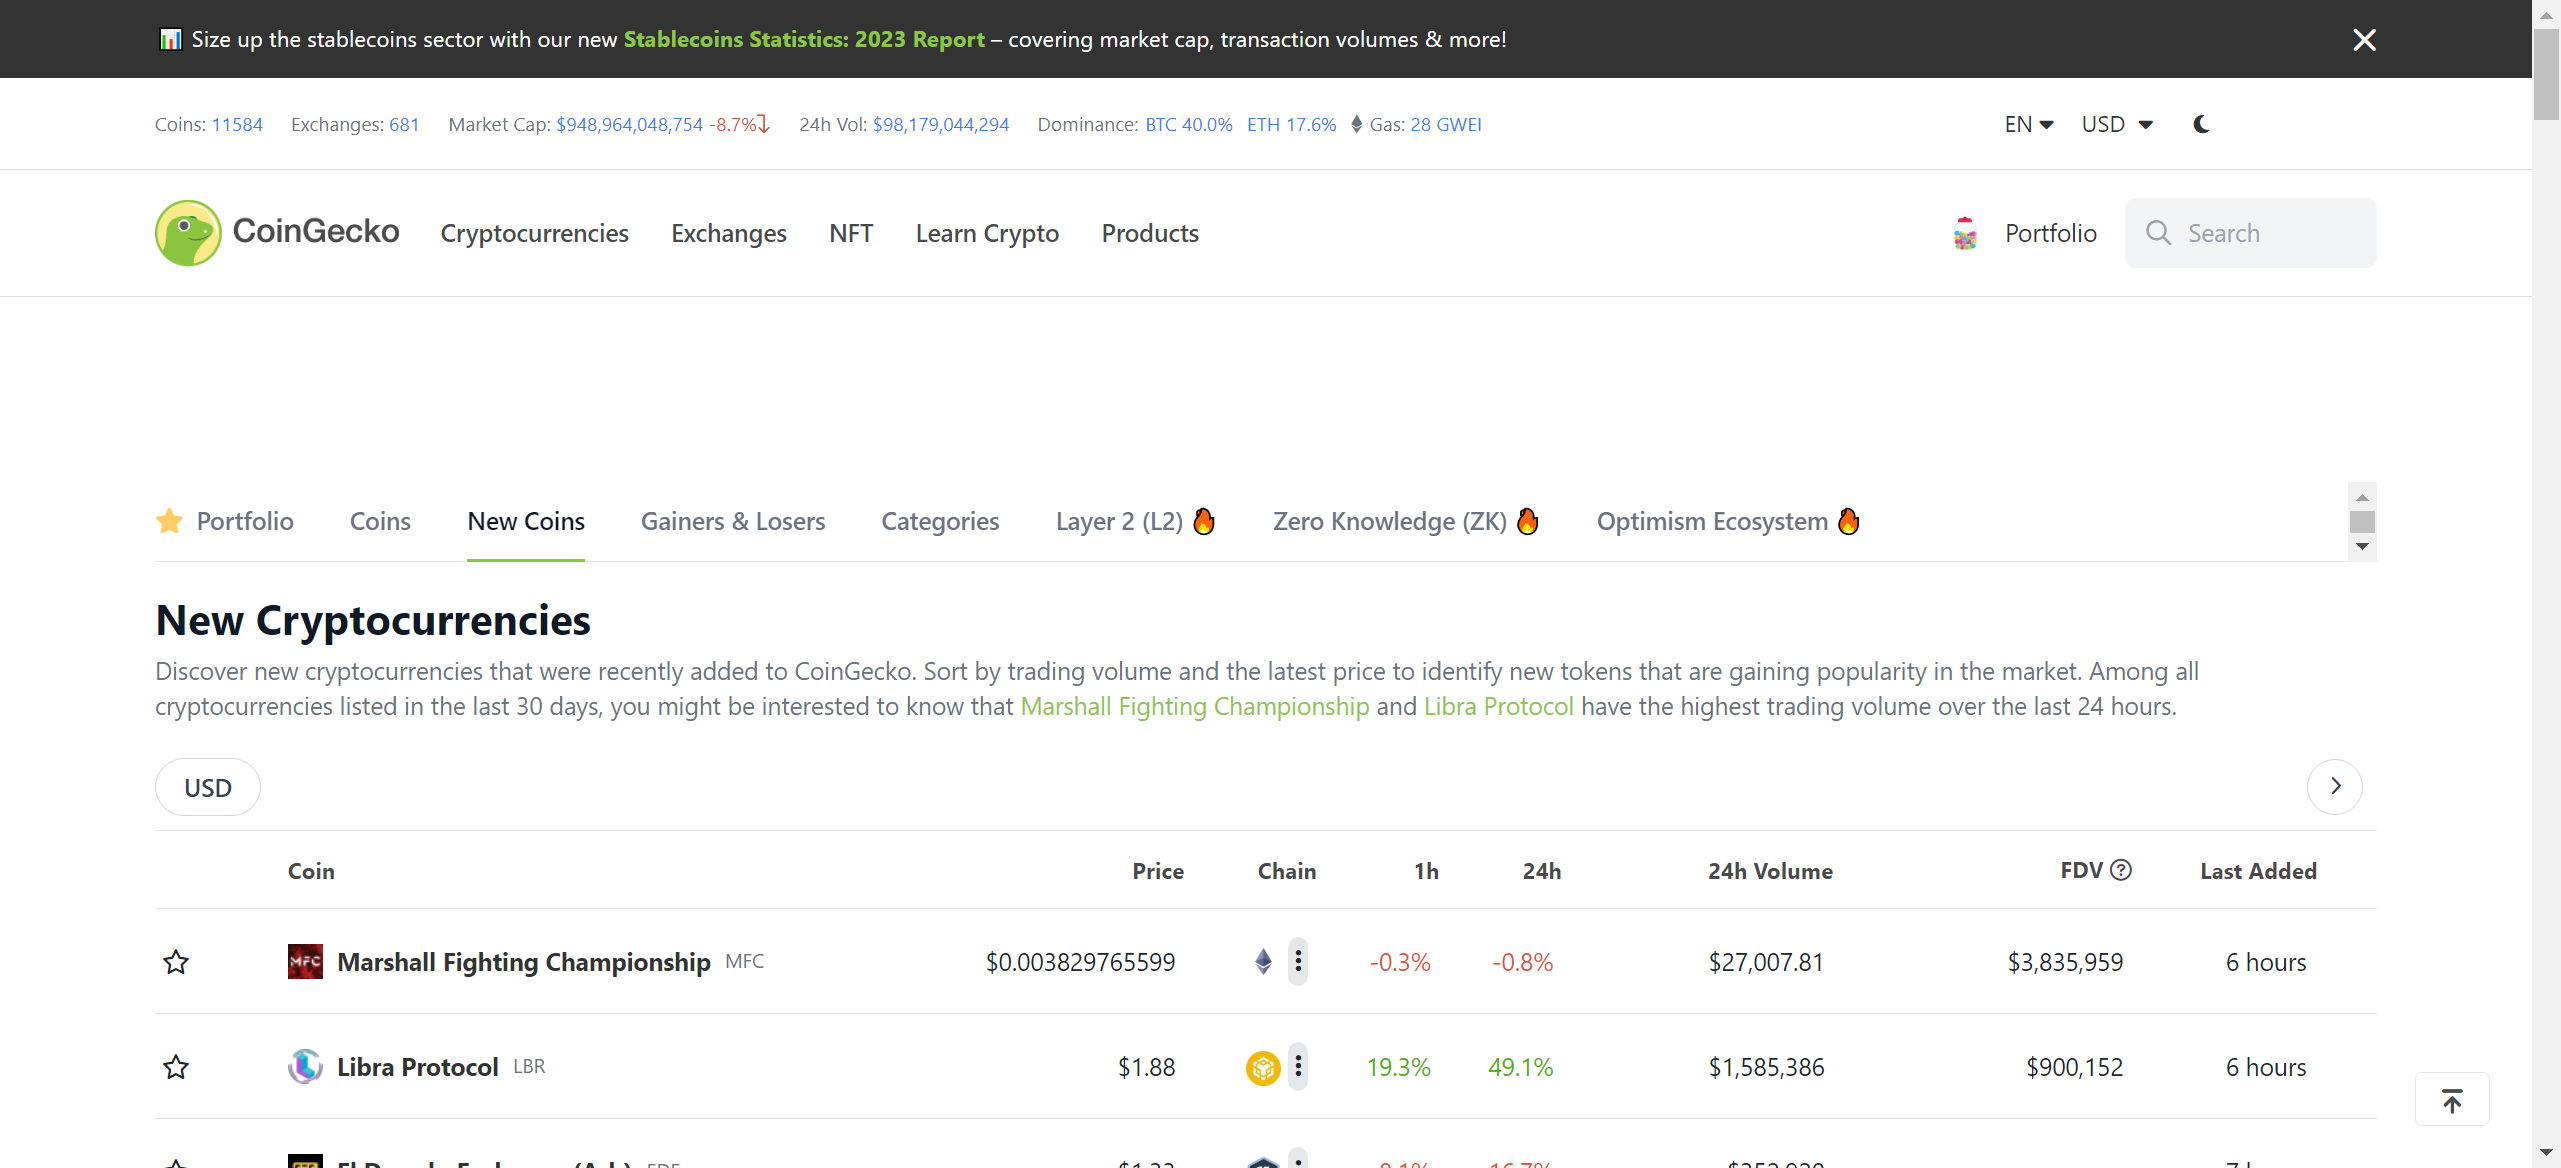 Size up the stablecoins sector with our new Stablecoins Statistics: 2023 Report – covering market cap, transaction volumes & more!
Coins: 11584 Exchanges: 681 Market Cap: $948,964,048,754 -8.7% 24h Vol: $98,179,044,294 Dominance: BTC 40.0% ETH 17.6% Gas: 28 GWEI EN USD
CoinGecko Cryptocurrencies Exchanges NFT Learn Crypto Products Portfolio Search
Portfolio Coins New Coins Gainers & Losers Categories Layer 2 (L2) Zero Knowledge (ZK) Optimism Ecosystem
New Cryptocurrencies
Discover new cryptocurrencies that were recently added to CoinGecko. Sort by trading volume and the latest price to identify new tokens that are gaining popularity in the market. Among all
cryptocurrencies listed in the last 30 days, you might be interested to know that Marshall Fighting Championship and Libra Protocol have the highest trading volume over the last 24 hours.
USD
Coin Price Chain 1h 24h 24h Volume FDV Last Added
MFC Marshall Fighting Championship MFC $0.003829765599 -0.3% -0.8% $27,007.81 $3,835,959 6 hours
Libra Protocol LBR $1.88 19.3% 49.1% $1,585,386 $900,152 6 hours